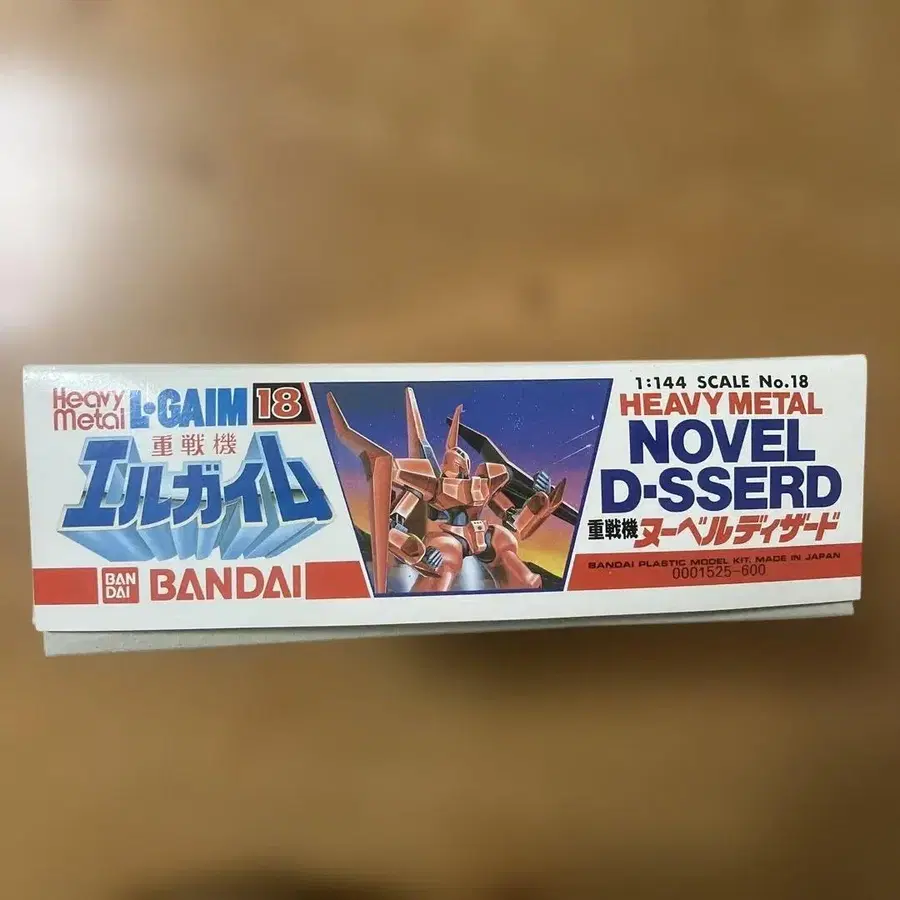 Heavy Metal L·GAIM 18
重戦機
エルガイム
BAN DAI BANDAI
1:144 SCALE No.18
HEAVY METAL
NOVEL
D-SSERD
重戦機 ヌーベルディザード
BANDAI PLASTIC MODEL KIT. MADE IN JAPAN
0001525-600